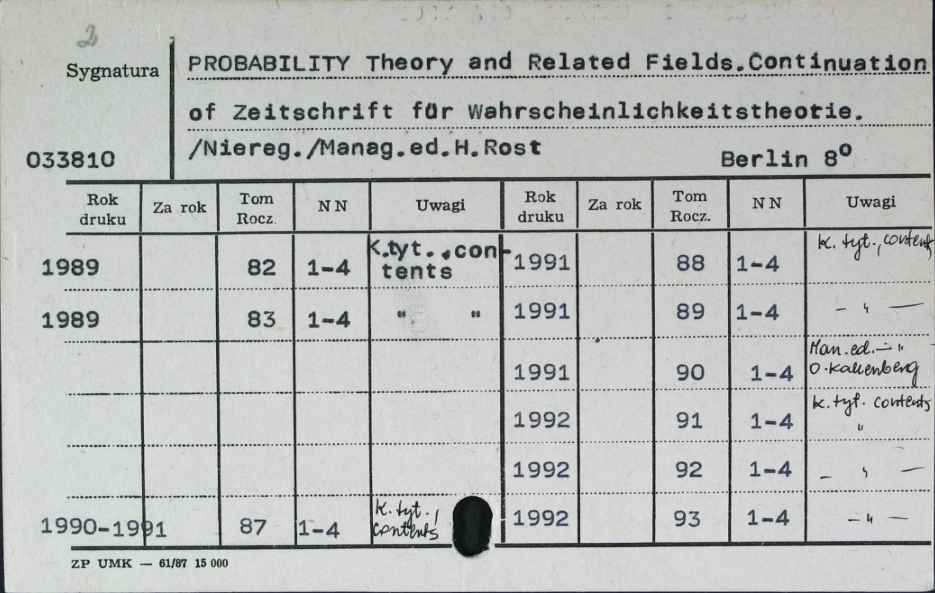 2
Sygnatura
PROBABILITY Theory and Related Fields.Continuation
of Zeitschrift für Wahrscheinlichkeitstheorie.
033810
/Niereg./Manag.ed.H.Rost
Berlin 8⁰
Rok druku Za rok Tom Rocz. N N Uwagi Rok druku Za rok Tom Rocz. N N Uwagi
1989 82 1-4 K.tyt.,contents 1991 88 1-4 K. tyt., contents
1989 83 1-4 " " 1991 89 1-4 — " —
1991 90 1-4 Man.ed. — "
O. Kallenberg
1992 91 1-4 K. tyt. contents
"
1992 92 1-4 — " —
1990-1991 87 1-4 K. tyt., contents 1992 93 1-4 — " —
ZP UMK — 61/87 15 000